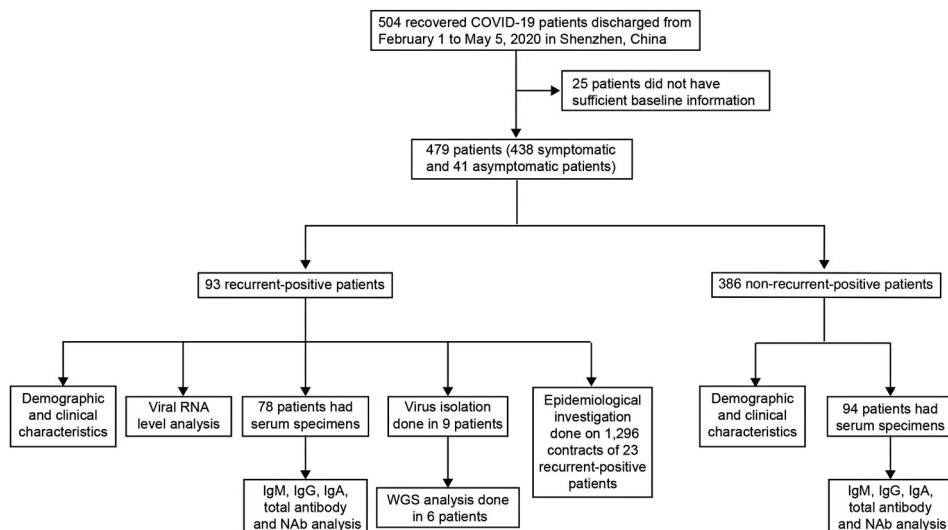 504 recovered COVID-19 patients discharged from
February 1 to May 5, 2020 in Shenzhen, China
25 patients did not have
sufficient baseline information
479 patients (438 symptomatic
and 41 asymptomatic patients)
93 recurrent-positive patients
386 non-recurrent-positive patients
Demographic
and clinical
characteristics
Viral RNA
level analysis
78 patients had
serum specimens
Virus isolation
done in 9 patients
Epidemiological
investigation
done on 1,296
contracts of 23
recurrent-positive
patients
Demographic
and clinical
characteristics
94 patients had
serum specimens
IgM, IgG, IgA,
total antibody
and NAb analysis
WGS analysis done
in 6 patients
IgM, IgG, IgA,
total antibody
and NAb analysis